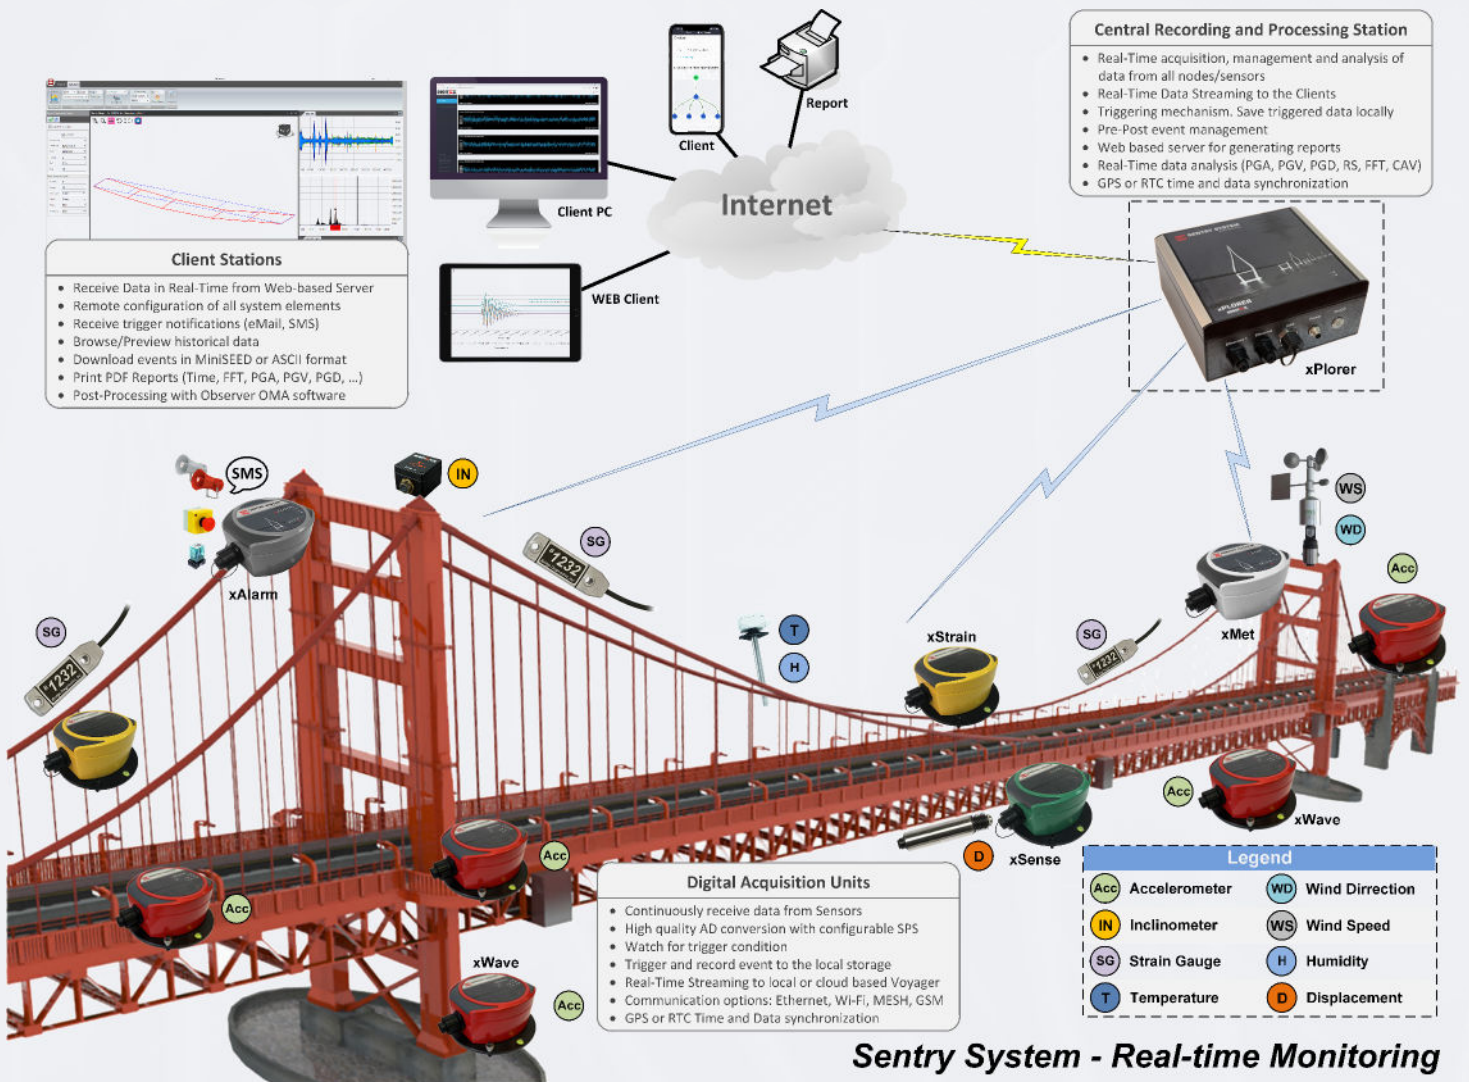 Central Recording and Processing Station
• Real-Time acquisition, management and analysis of
data from all nodes/sensors
• Real-Time Data Streaming to the Clients
• Triggering mechanism. Save triggered data locally
• Pre-Post event management
• Web based server for generating reports
• Real-Time data analysis (PGA, PGV, PGD, RS, FFT, CAV)
• GPS or RTC time and data synchronization
Report
Client
Client PC
Internet
WEB Client
SENTRY SYSTEM
xPLORER
xPlorer
Client Stations
• Receive Data in Real-Time from Web-based Server
• Remote configuration of all system elements
• Receive trigger notifications (eMail, SMS)
• Browse/Preview historical data
• Download events in MiniSEED or ASCII format
• Print PDF Reports (Time, FFT, PGA, PGV, PGD, ...)
• Post-Processing with Observer OMA software
SMS
IN
WS
WD
SG
1232
Acc
xAlarm
SG
1232
T
H
xStrain
SG
1232
xMet
Acc
xWave
D
xSense
Acc
Acc
xWave
Acc
Digital Acquisition Units
• Continuously receive data from Sensors
• High quality AD conversion with configurable SPS
• Watch for trigger condition
• Trigger and record event to the local storage
• Real-Time Streaming to local or cloud based Voyager
• Communication options: Ethernet, Wi-Fi, MESH, GSM
• GPS or RTC Time and Data synchronization
Legend
Acc Accelerometer
WD Wind Dirrection
IN Inclinometer
WS Wind Speed
SG Strain Gauge
H Humidity
T Temperature
D Displacement
Sentry System - Real-time Monitoring